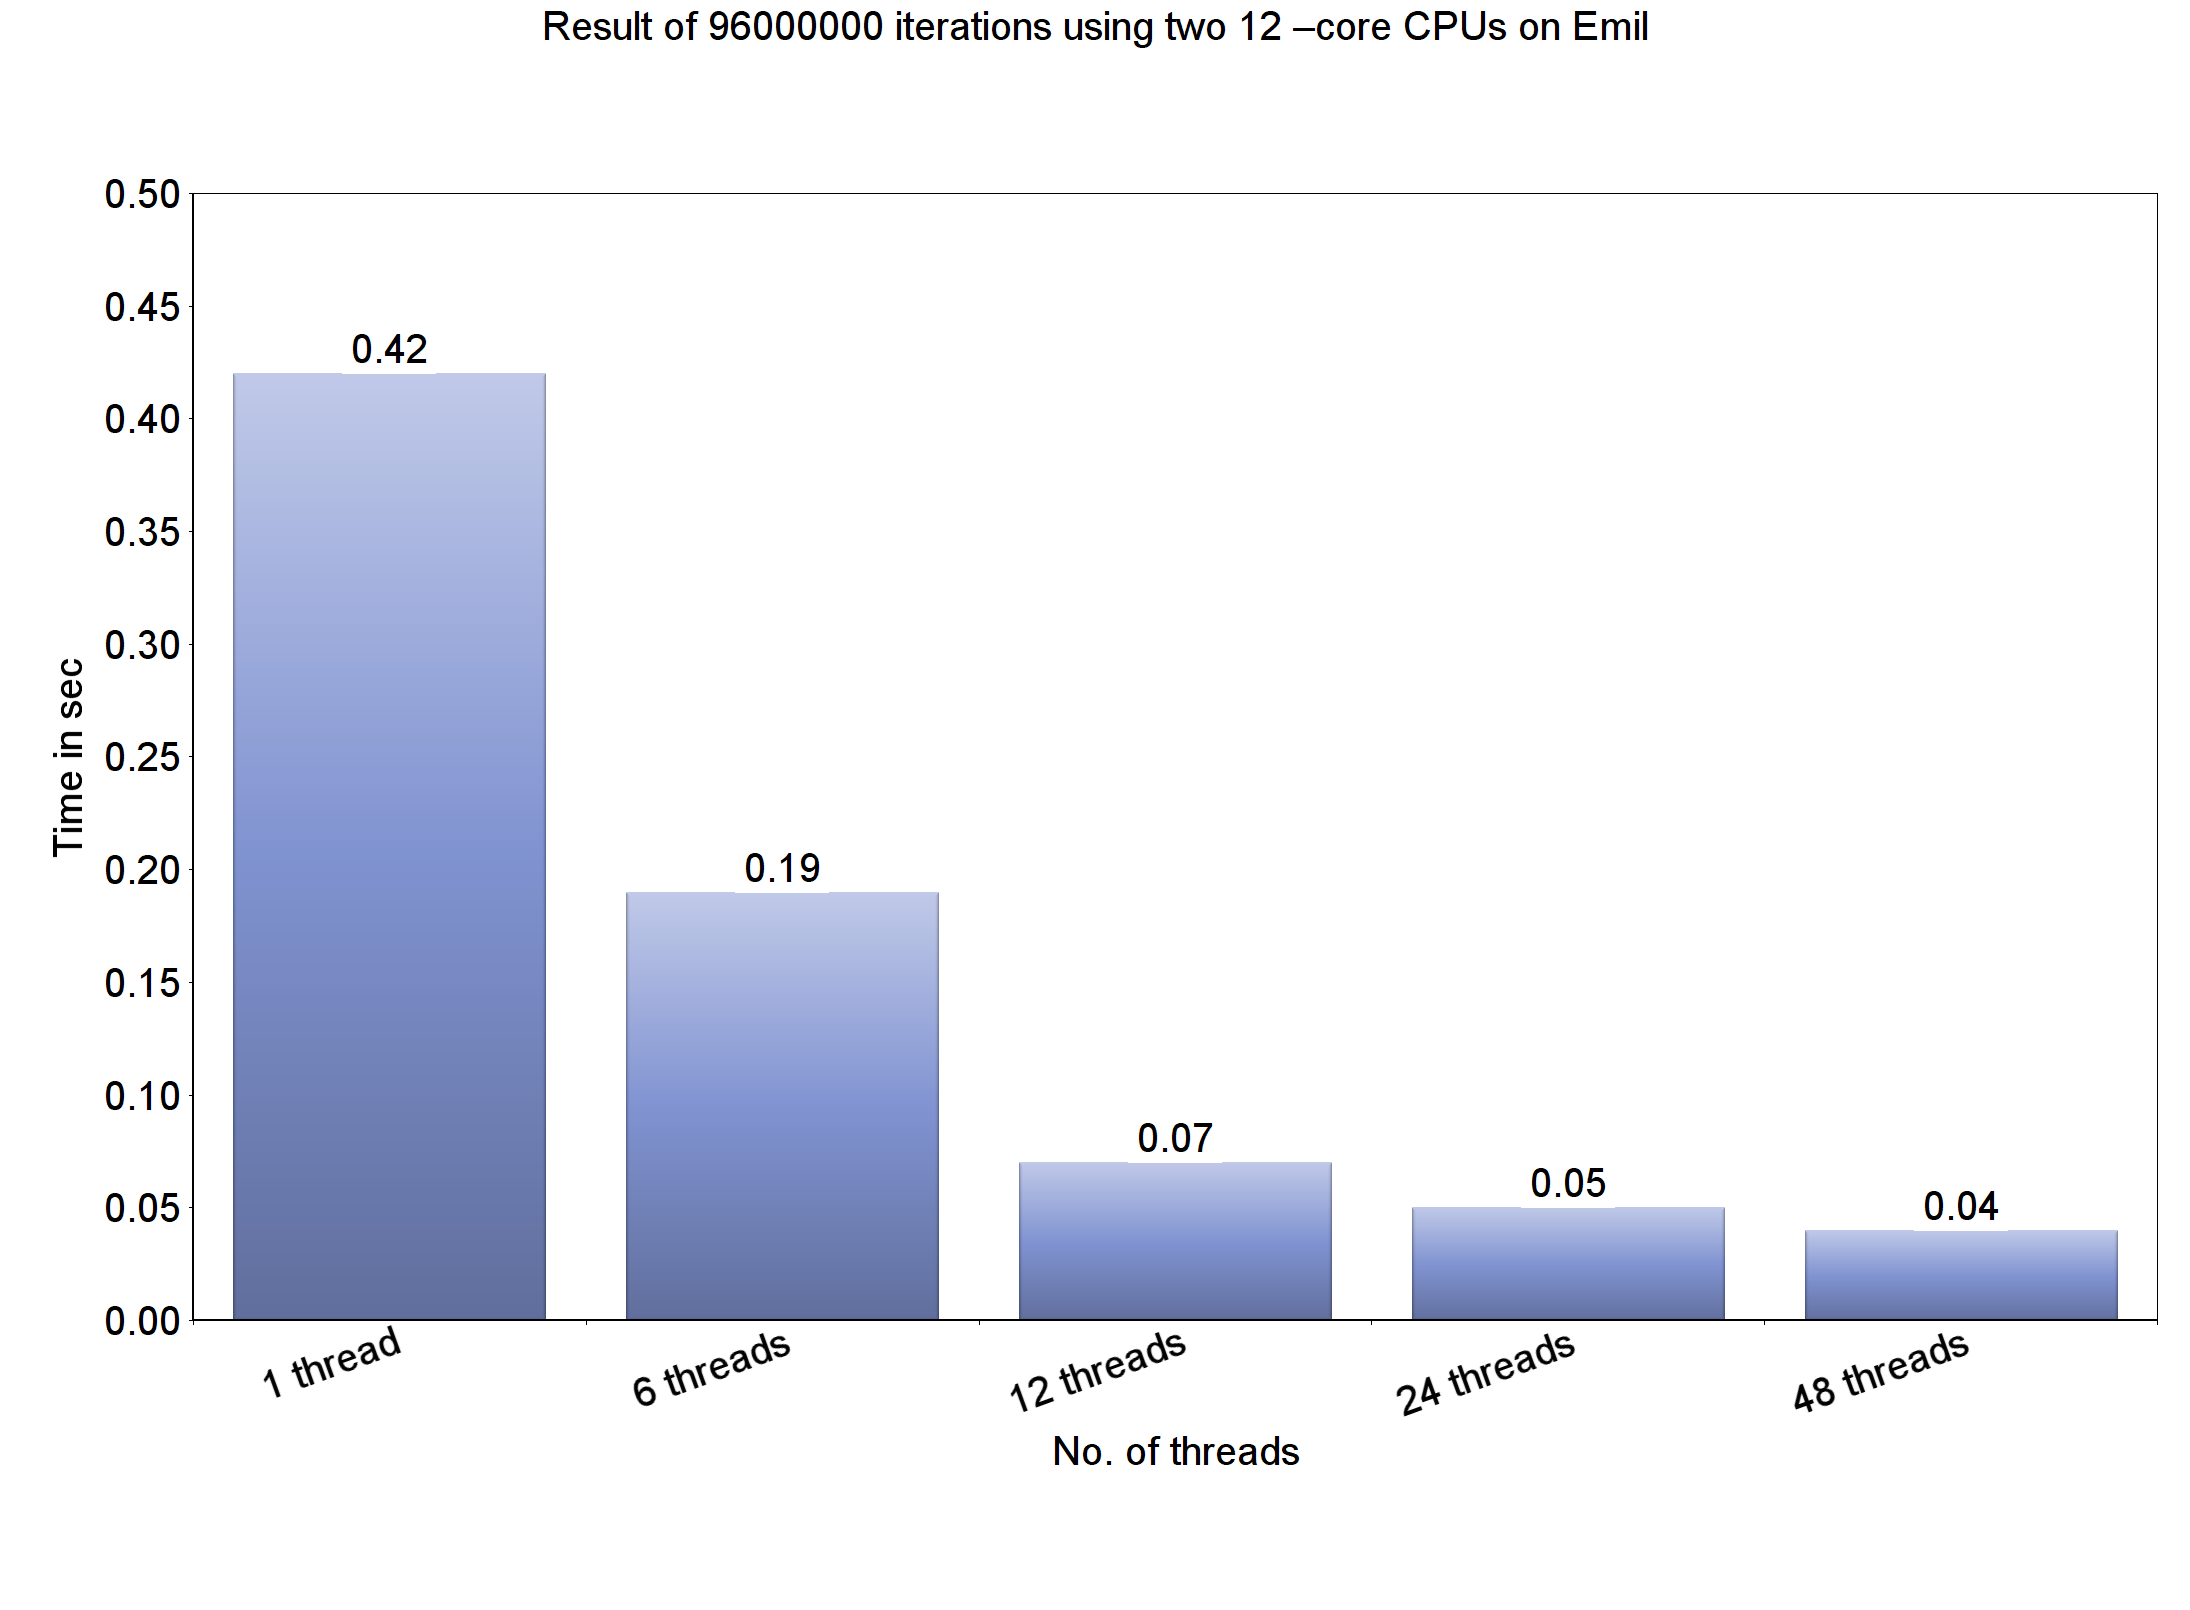 Result of 96000000 iterations using two 12 –core CPUs on Emil
0.50
0.45
0.40
0.35
0.30
0.25
0.20
0.15
0.10
0.05
0.00
Time in sec
0.42
0.19
0.07
0.05
0.04
1 thread
6 threads
12 threads
24 threads
48 threads
No. of threads